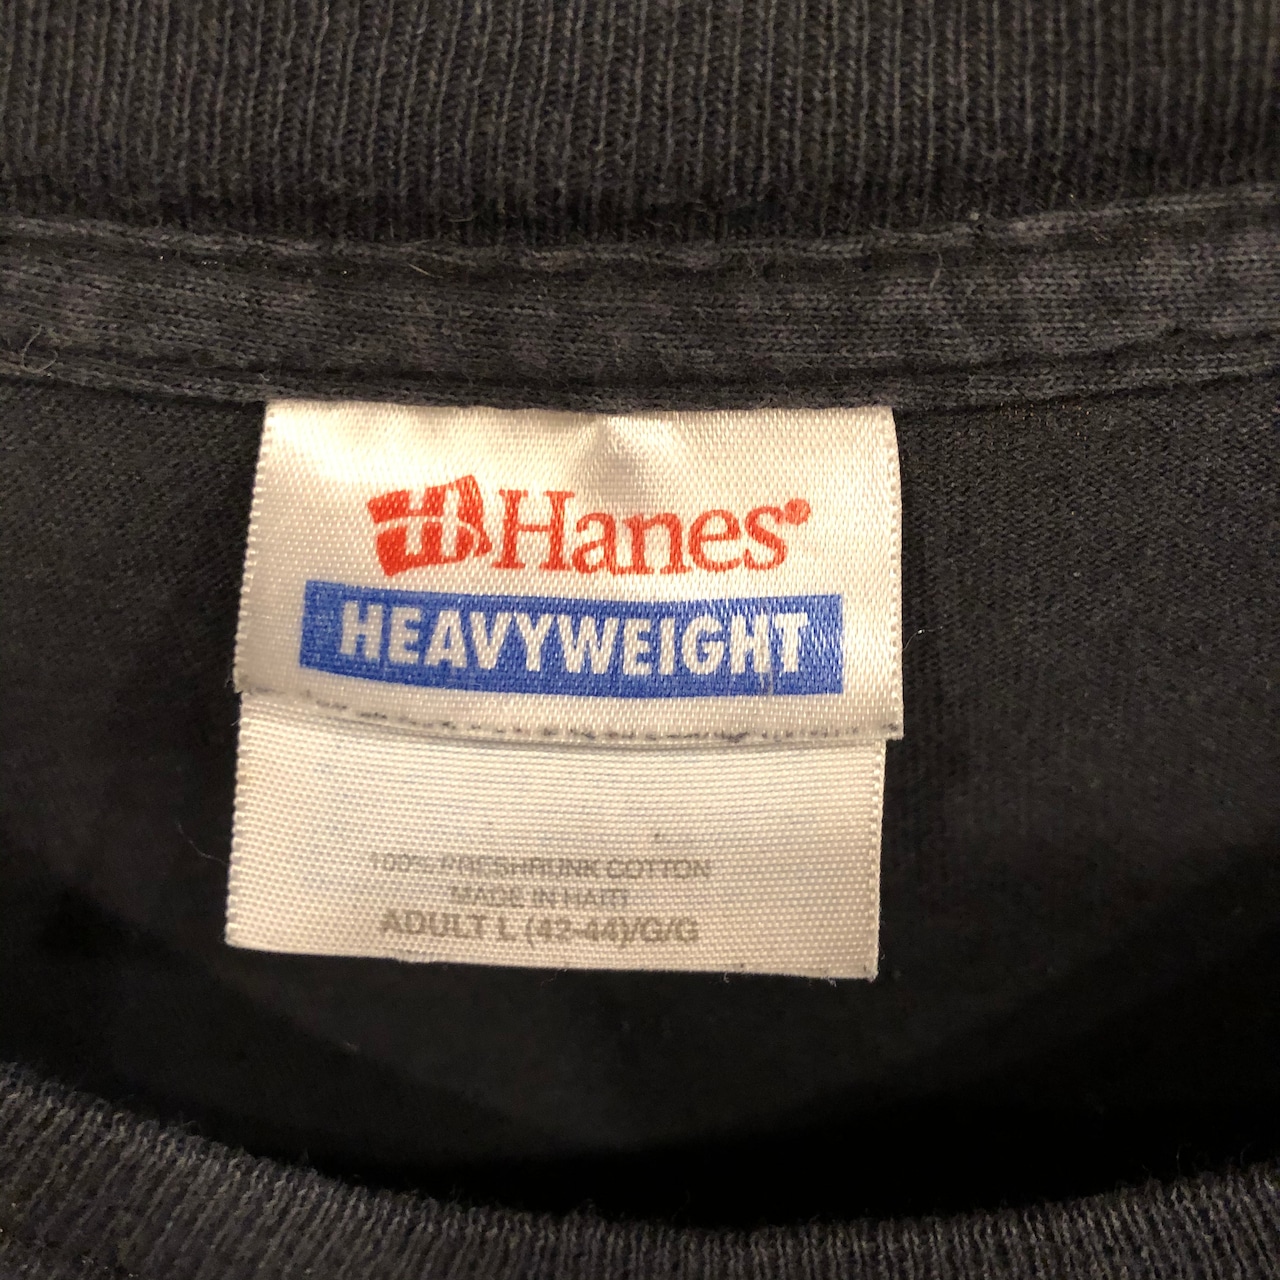 Hanes®
HEAVYWEIGHT
100% PRESHRUNK COTTON
MADE IN HAITI
ADULT L (42-44)/G/G